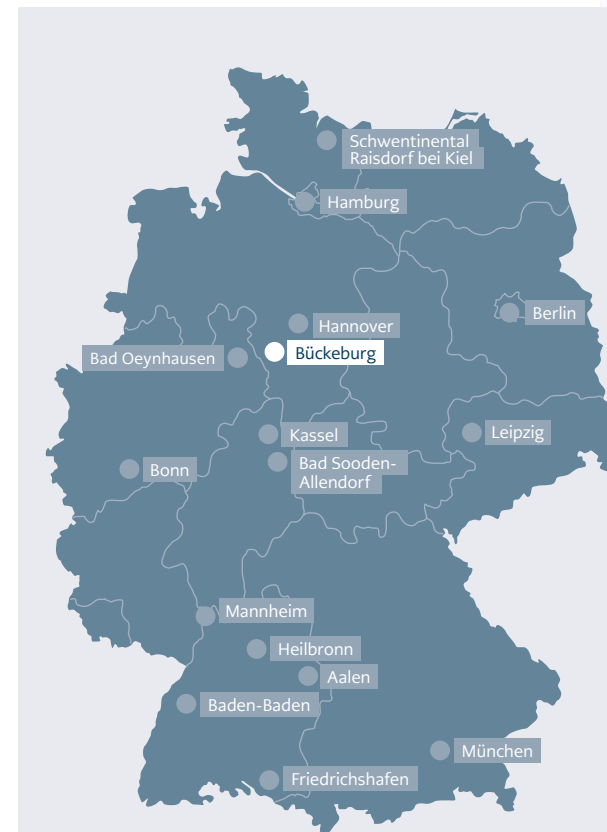 Schwentinental
Raisdorf bei Kiel
Hamburg
Berlin
Hannover
Bückeburg
Bad Oeynhausen
Kassel
Leipzig
Bad Sooden-
Allendorf
Bonn
Mannheim
Heilbronn
Aalen
Baden-Baden
München
Friedrichshafen